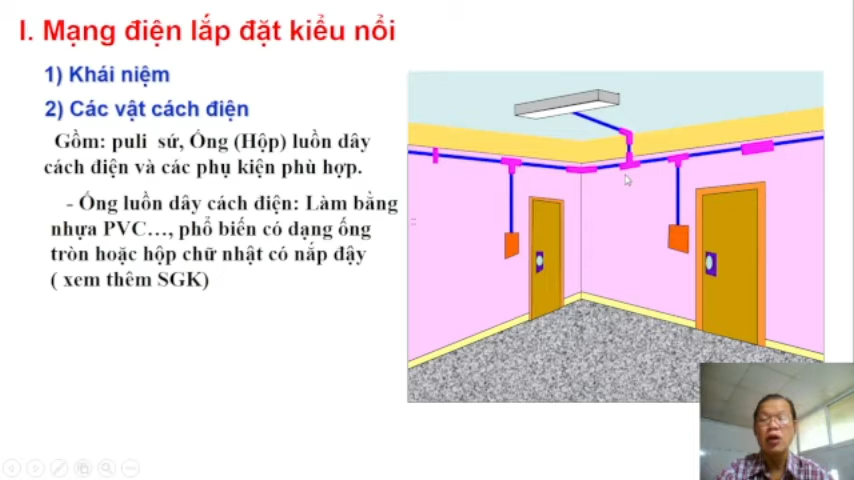 I. Mạng điện lắp đặt kiểu nổi
1) Khái niệm
2) Các vật cách điện
Gồm: puli sứ, Ống (Hộp) luồn dây
cách điện và các phụ kiện phù hợp.
- Ống luồn dây cách điện: Làm bằng
nhựa PVC…, phổ biến có dạng ống
tròn hoặc hộp chữ nhật có nắp đậy
( xem thêm SGK)